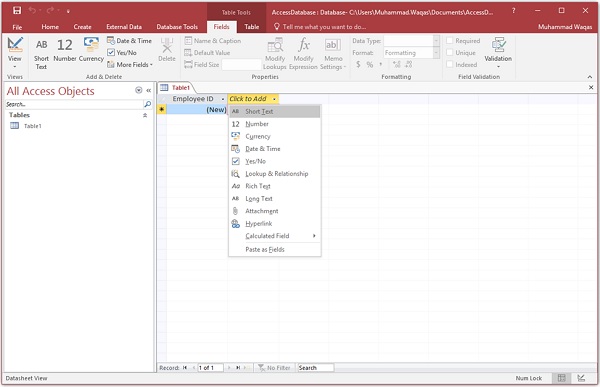 Table Tools
AccessDatabase : Database- C:\Users\Muhammad.Waqas\Documents\AccessD...
?
File Home Create External Data Database Tools Fields Table Tell me what you want to do...
Muhammad Waqas
AB 12 Date & Time Name & Caption Data Type: Required
Yes/No Default Value Format: Formatting Unique
View Short Text Number Currency More Fields Field Size Modify Lookups Modify Expression Memo Settings $ % Indexed Validation
Views Add & Delete Properties Formatting Field Validation
All Access Objects
Search...
Tables
Table1
Table1
Employee ID Click to Add
(New)
AB Short Text
12 Number
Currency
Date & Time
Yes/No
Lookup & Relationship
Aa Rich Text
AB Long Text
Attachment
Hyperlink
Calculated Field
Paste as Fields
Record: 1 of 1 No Filter Search
Datasheet View Num Lock